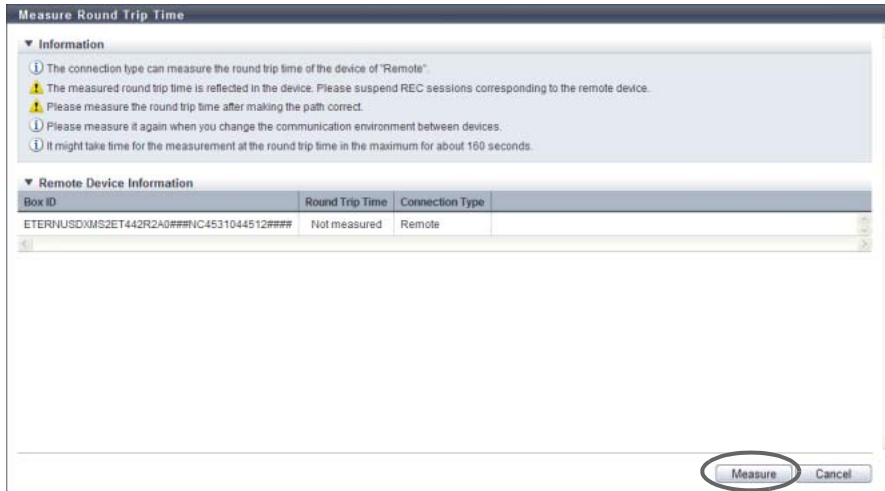 Measure Round Trip Time
Information
The connection type can measure the round trip time of the device of "Remote".
The measured round trip time is reflected in the device. Please suspend REC sessions corresponding to the remote device.
Please measure the round trip time after making the path correct.
Please measure it again when you change the communication environment between devices.
It might take time for the measurement at the round trip time in the maximum for about 160 seconds.
Remote Device Information
Box ID Round Trip Time Connection Type
ETERNUSDXMS2ET442R2A0###NC4531044512#### Not measured Remote
Measure Cancel